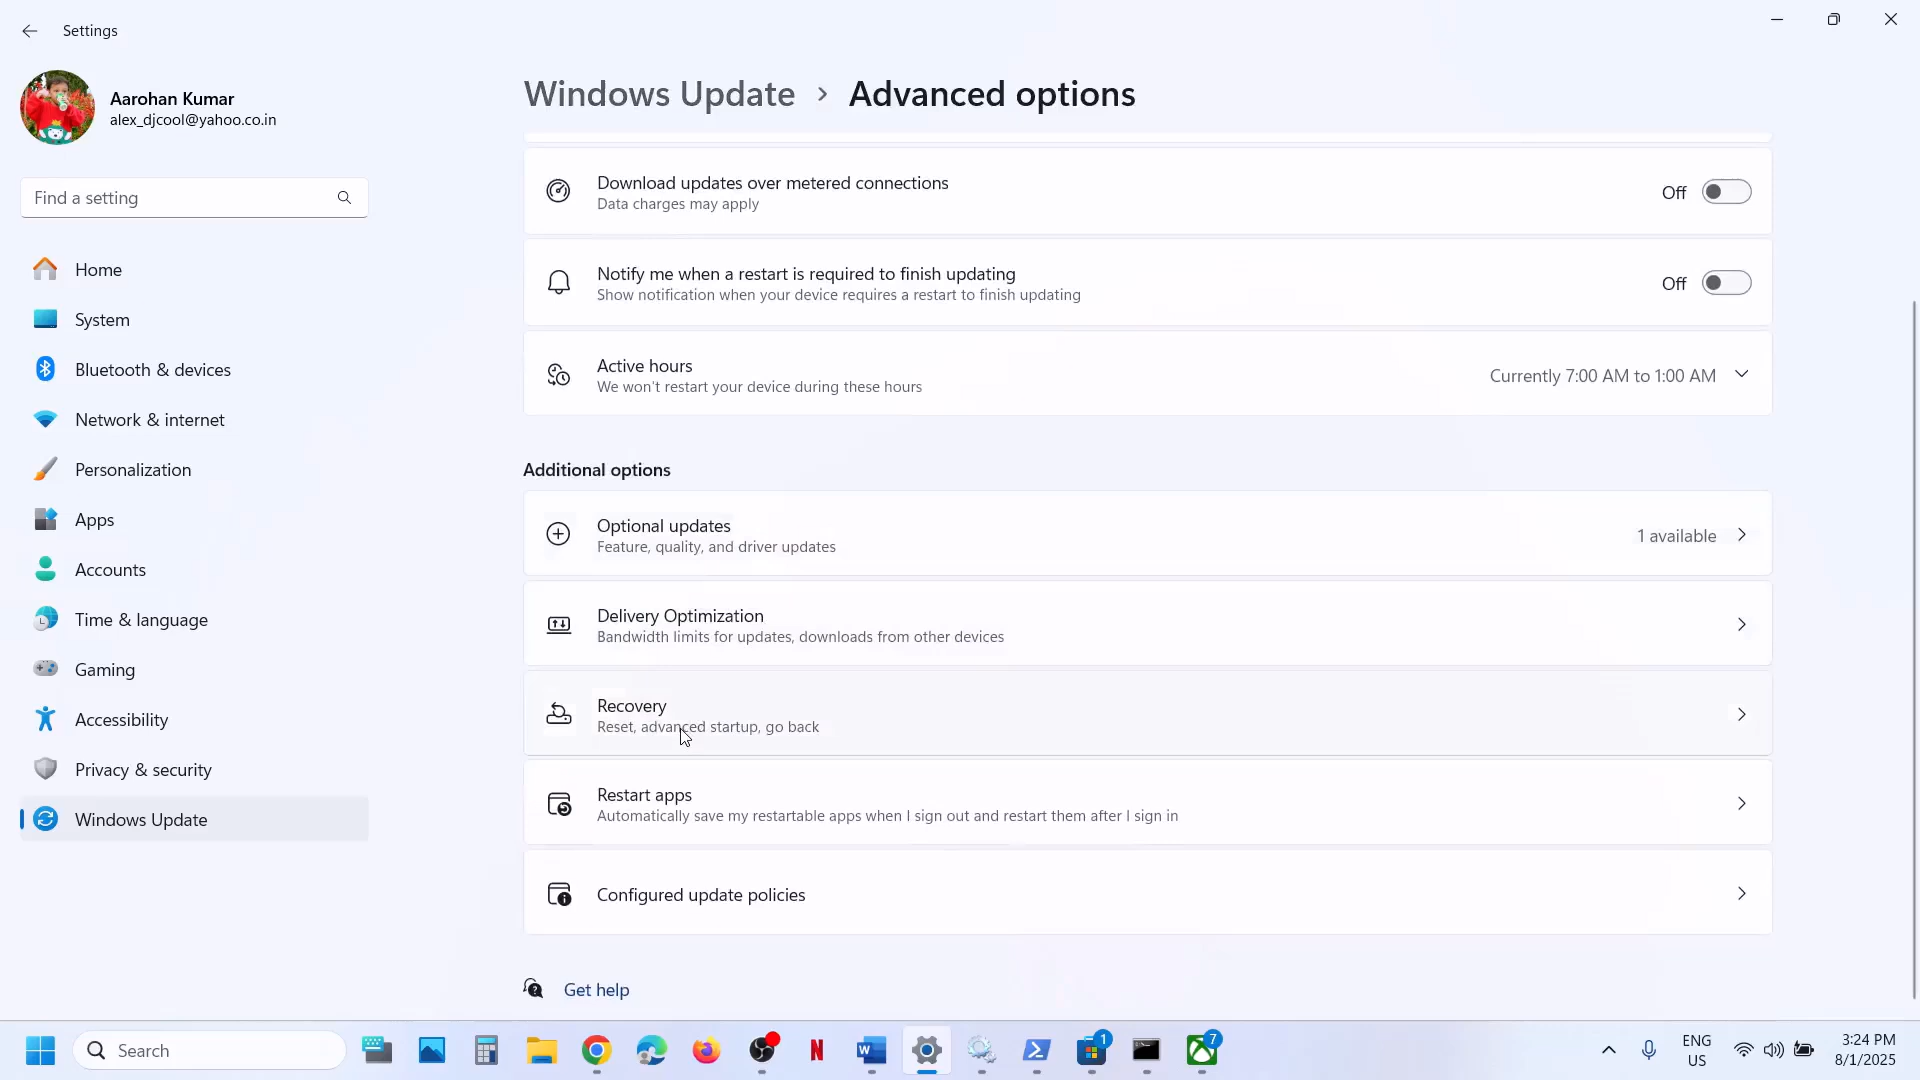 Settings
Aarohan Kumar
alex_djcool@yahoo.co.in
Find a setting
Home
System
Bluetooth & devices
Network & internet
Personalization
Apps
Accounts
Time & language
Gaming
Accessibility
Privacy & security
Windows Update
Windows Update > Advanced options
Download updates over metered connections
Data charges may apply
Off
Notify me when a restart is required to finish updating
Show notification when your device requires a restart to finish updating
Off
Active hours
We won't restart your device during these hours
Currently 7:00 AM to 1:00 AM
Additional options
Optional updates
Feature, quality, and driver updates
1 available
Delivery Optimization
Bandwidth limits for updates, downloads from other devices
Recovery
Reset, advanced startup, go back
Restart apps
Automatically save my restartable apps when I sign out and restart them after I sign in
Configured update policies
Get help
Search
N
W
1
7
ENG
US
3:24 PM
8/1/2025